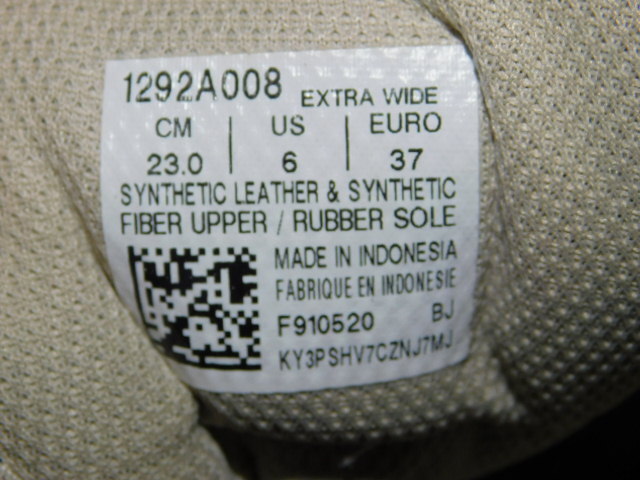 1292A008 EXTRA WIDE
CM US EURO
23.0 6 37
SYNTHETIC LEATHER & SYNTHETIC
FIBER UPPER / RUBBER SOLE
MADE IN INDONESIA
FABRIQUE EN INDONESIE
F910520 BJ
KY3PSHV7CZNJ7MJ